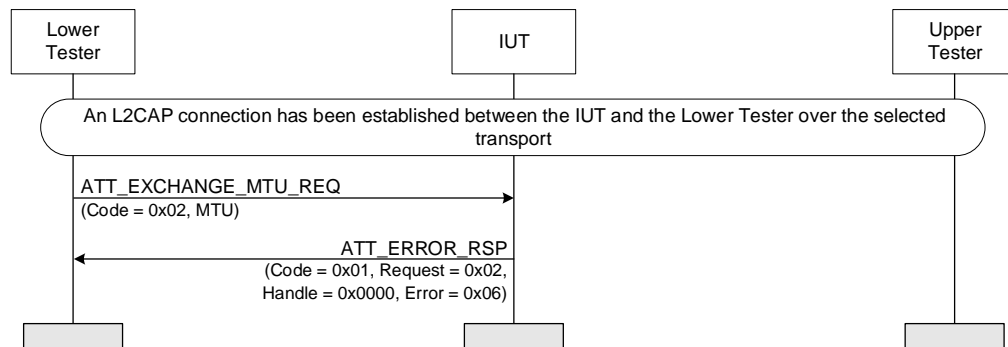 Lower
Tester
IUT
Upper
Tester
An L2CAP connection has been established between the IUT and the Lower Tester over the selected
transport
ATT_EXCHANGE_MTU_REQ
(Code = 0x02, MTU)
ATT_ERROR_RSP
(Code = 0x01, Request = 0x02,
Handle = 0x0000, Error = 0x06)